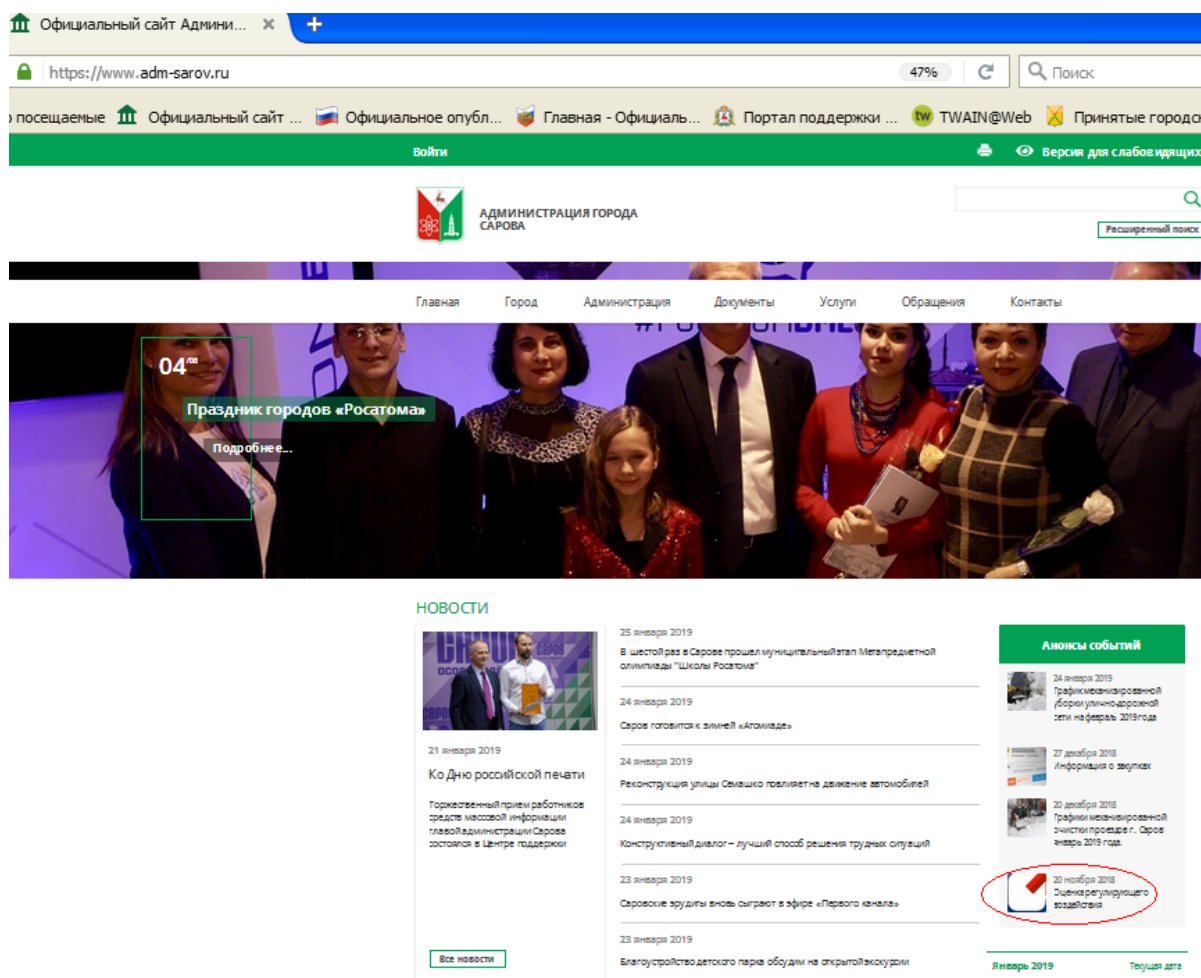 Официальный сайт Админи...
https://www.adm-sarov.ru
47%
Поиск
посещаемые
Официальный сайт ...
Официальное опубл...
Главная - Официаль...
Портал поддержки ...
tw
TWAIN@Web
Принятые городск
Войти
Версия для слабовидящих
АДМИНИСТРАЦИЯ ГОРОДА
САРОВА
Расширенный поиск
Главная
Город
Администрация
Документы
Услуги
Обращения
Контакты
04
Праздник городов «Росатома»
Подробнее...
НОВОСТИ
21 января 2019
Ко Дню российской печати
Торжественный прием работников
средств массовой информации
главой администрации Сарова
состоялся в Центре поддержки
Все новости
25 января 2019
В шестой раз в Сарове прошел муниципальный этап Метапредметной
олимпиады "Школы Росатома"
24 января 2019
Саров готовится к зимней «Атомиаде»
24 января 2019
Реконструкция улицы Семашко повлияет на движение автомобилей
24 января 2019
Конструктивный диалог – лучший способ решения трудных ситуаций
23 января 2019
Саровские эрудиты вновь сыграют в эфире «Первого канала»
23 января 2019
Благоустройство детского парка обсудим на открытой экскурсии
Анонсы событий
24 января 2019
График механизированной
уборки улично-дорожной
сети на февраль 2019 года
27 декабря 2018
Информация о закупках
20 декабря 2018
Графики механизированной
очистки проездов г. Саров
январь 2019 года.
20 ноября 2018
Оценка регулирующего
воздействия
Январь 2019
Текущая дата